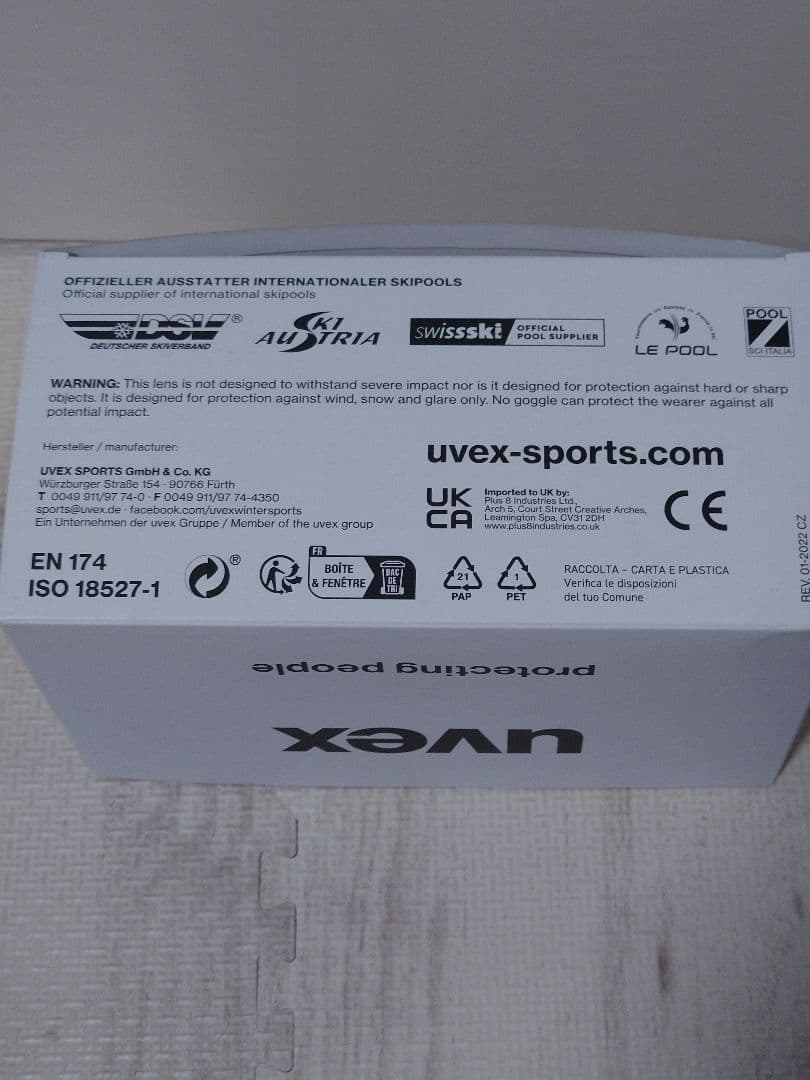 OFFIZIELLER AUSSTATTER INTERNATIONALER SKIPOOLS
Official supplier of international skipools
DSV®
DEUTSCHER SKIVERBAND
SKI
AUSTRIA
swissski OFFICIAL
POOL SUPPLIER
LE POOL
POOL
SCI ITALIA
WARNING: This lens is not designed to withstand severe impact nor is it designed for protection against hard or sharp
objects. It is designed for protection against wind, snow and glare only. No goggle can protect the wearer against all
potential impact.
Hersteller / manufacturer:
UVEX SPORTS GmbH & Co. KG
Würzburger Straße 154 · 90766 Fürth
T 0049 911/97 74-0 · F 0049 911/97 74-4350
sports@uvex.de · facebook.com/uvexwintersports
Ein Unternehmen der uvex Gruppe / Member of the uvex group
uvex-sports.com
UK
CA
Imported to UK by:
Plus 8 Industries Ltd.,
Arch 5, Court Street Creative Arches,
Leamington Spa, CV31 2DH
www.plus8industries.co.uk
CE
EN 174
ISO 18527-1
®
FR
BOÎTE
& FENÊTRE
BAC
DE
TRI
21
PAP
1
PET
RACCOLTA - CARTA E PLASTICA
Verifica le disposizioni
del tuo Comune
REV. 01-2022 CZ
protecting people
uvex